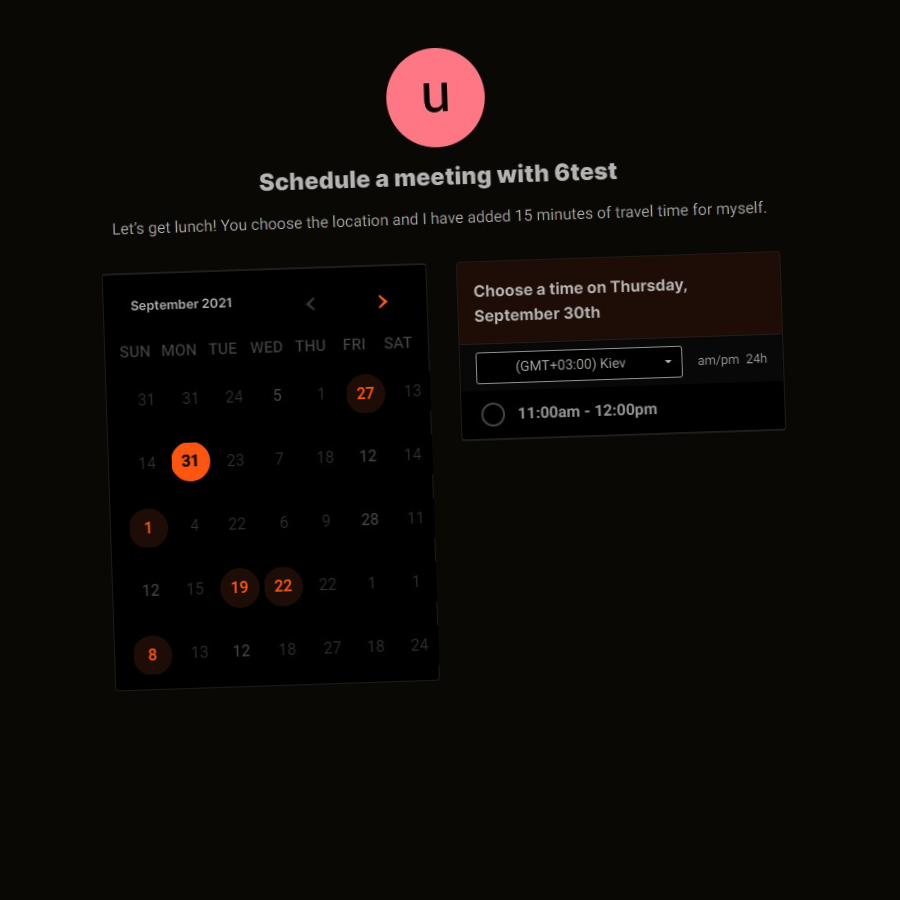 u
Schedule a meeting with 6test
Let's get lunch! You choose the location and I have added 15 minutes of travel time for myself.
September 2021
SUN MON TUE WED THU FRI SAT
31 31 24 5 1 27 13
14 31 23 7 18 12 14
1 4 22 6 9 28 11
12 15 19 22 22 1 1
8 13 12 18 27 18 24
Choose a time on Thursday,
September 30th
(GMT+03:00) Kiev am/pm 24h
11:00am - 12:00pm